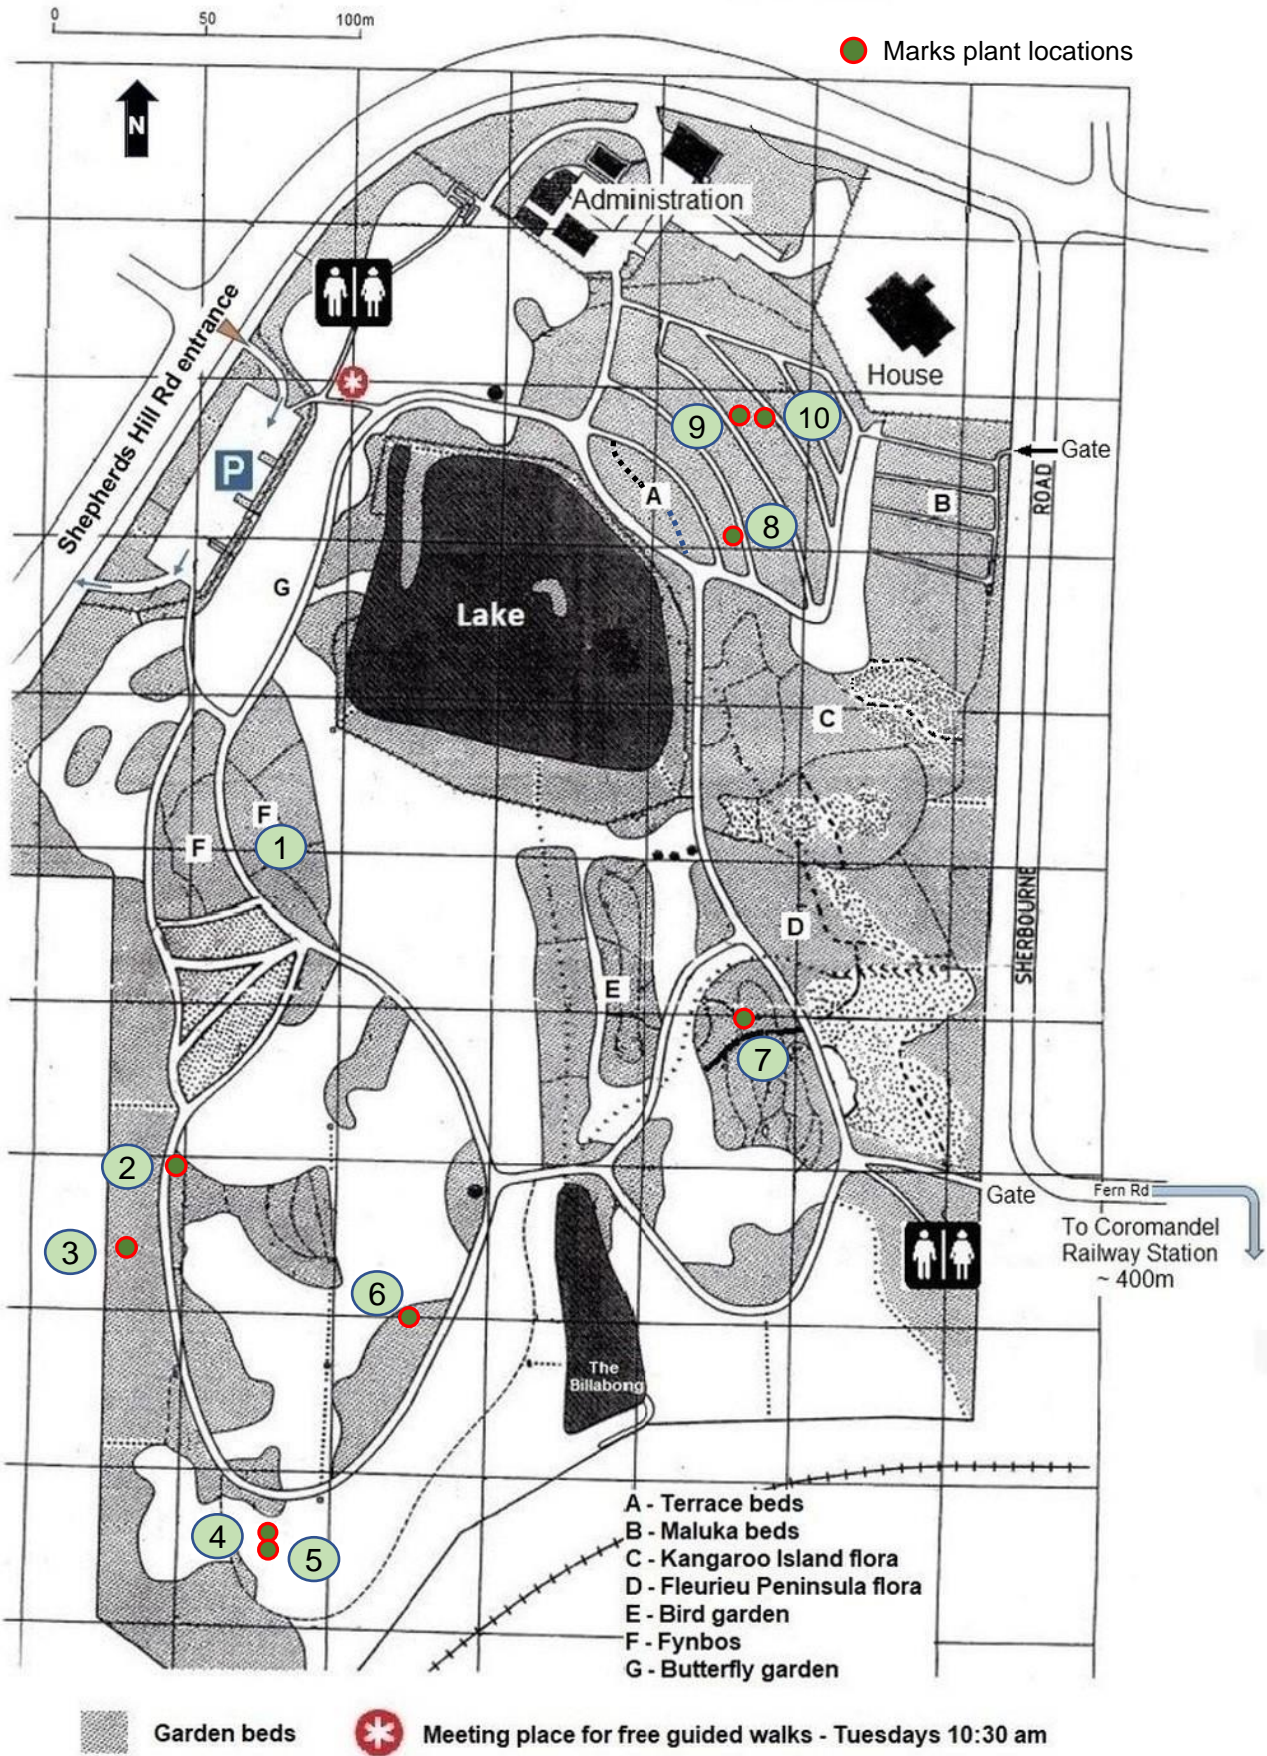 0 50 100m
Marks plant locations
N
Administration
Shepherds Hill Rd entrance
House
9
10
Gate
P
A
B
ROAD
8
G
Lake
C
F
F
1
SHERBOURNE
D
E
7
2
Gate
Fern Rd
3
To Coromandel
Railway Station
~ 400m
6
The
Billabong
4
5
A - Terrace beds
B - Maluka beds
C - Kangaroo Island flora
D - Fleurieu Peninsula flora
E - Bird garden
F - Fynbos
G - Butterfly garden
Garden beds
Meeting place for free guided walks - Tuesdays 10:30 am